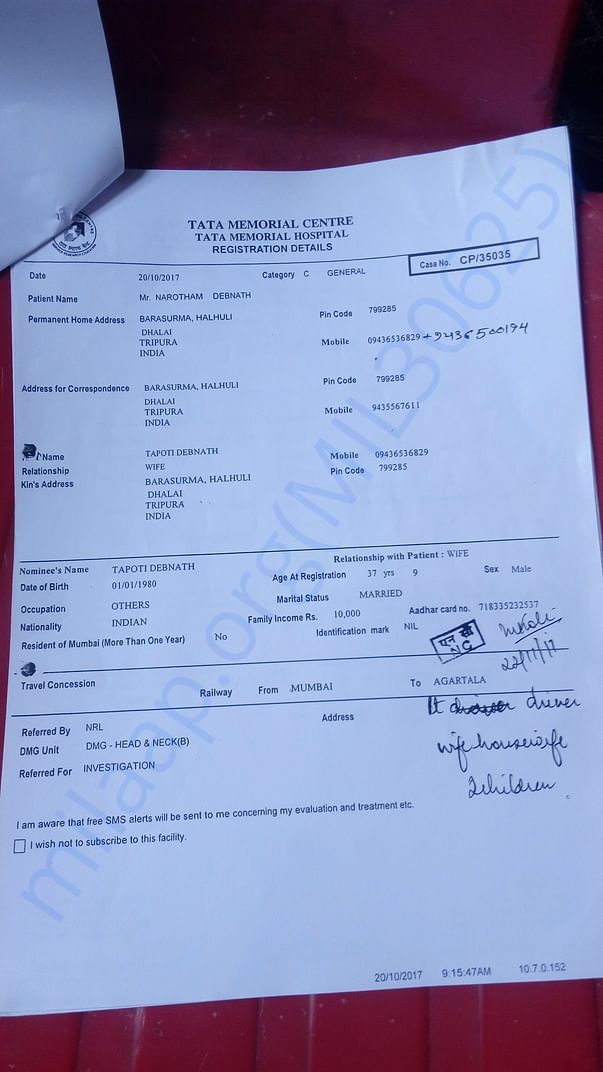 TATA MEMORIAL CENTRE
TATA MEMORIAL HOSPITAL
REGISTRATION DETAILS
Case No. CP/35035
Date 20/10/2017 Category C GENERAL
Patient Name Mr. NAROTHAM DEBNATH
Permanent Home Address BARASURMA, HALHULI Pin Code 799285
DHALAI
TRIPURA Mobile 09436536829 + 9436500194
INDIA
Address for Correspondence BARASURMA, HALHULI Pin Code 799285
DHALAI
TRIPURA Mobile 9435567611
INDIA
Name TAPOTI DEBNATH Mobile 09436536829
Relationship WIFE Pin Code 799285
Kin's Address BARASURMA, HALHULI
DHALAI
TRIPURA
INDIA
Nominee's Name TAPOTI DEBNATH Relationship with Patient : WIFE
Date of Birth 01/01/1980 Age At Registration 37 yrs 9 Sex Male
Occupation OTHERS Marital Status MARRIED
Nationality INDIAN Family Income Rs. 10,000 Aadhar card no. 718335232537
Resident of Mumbai (More Than One Year) No Identification mark NIL
एन सी
NC
22/11/17
Travel Concession Railway From MUMBAI To AGARTALA
driver
wife housewife
2 children
Referred By NRL Address
DMG Unit DMG - HEAD & NECK(B)
Referred For INVESTIGATION
I am aware that free SMS alerts will be sent to me concerning my evaluation and treatment etc.
I wish not to subscribe to this facility.
20/10/2017 9:15:47AM 10.7.0.152
milaap.org(MIL30625)